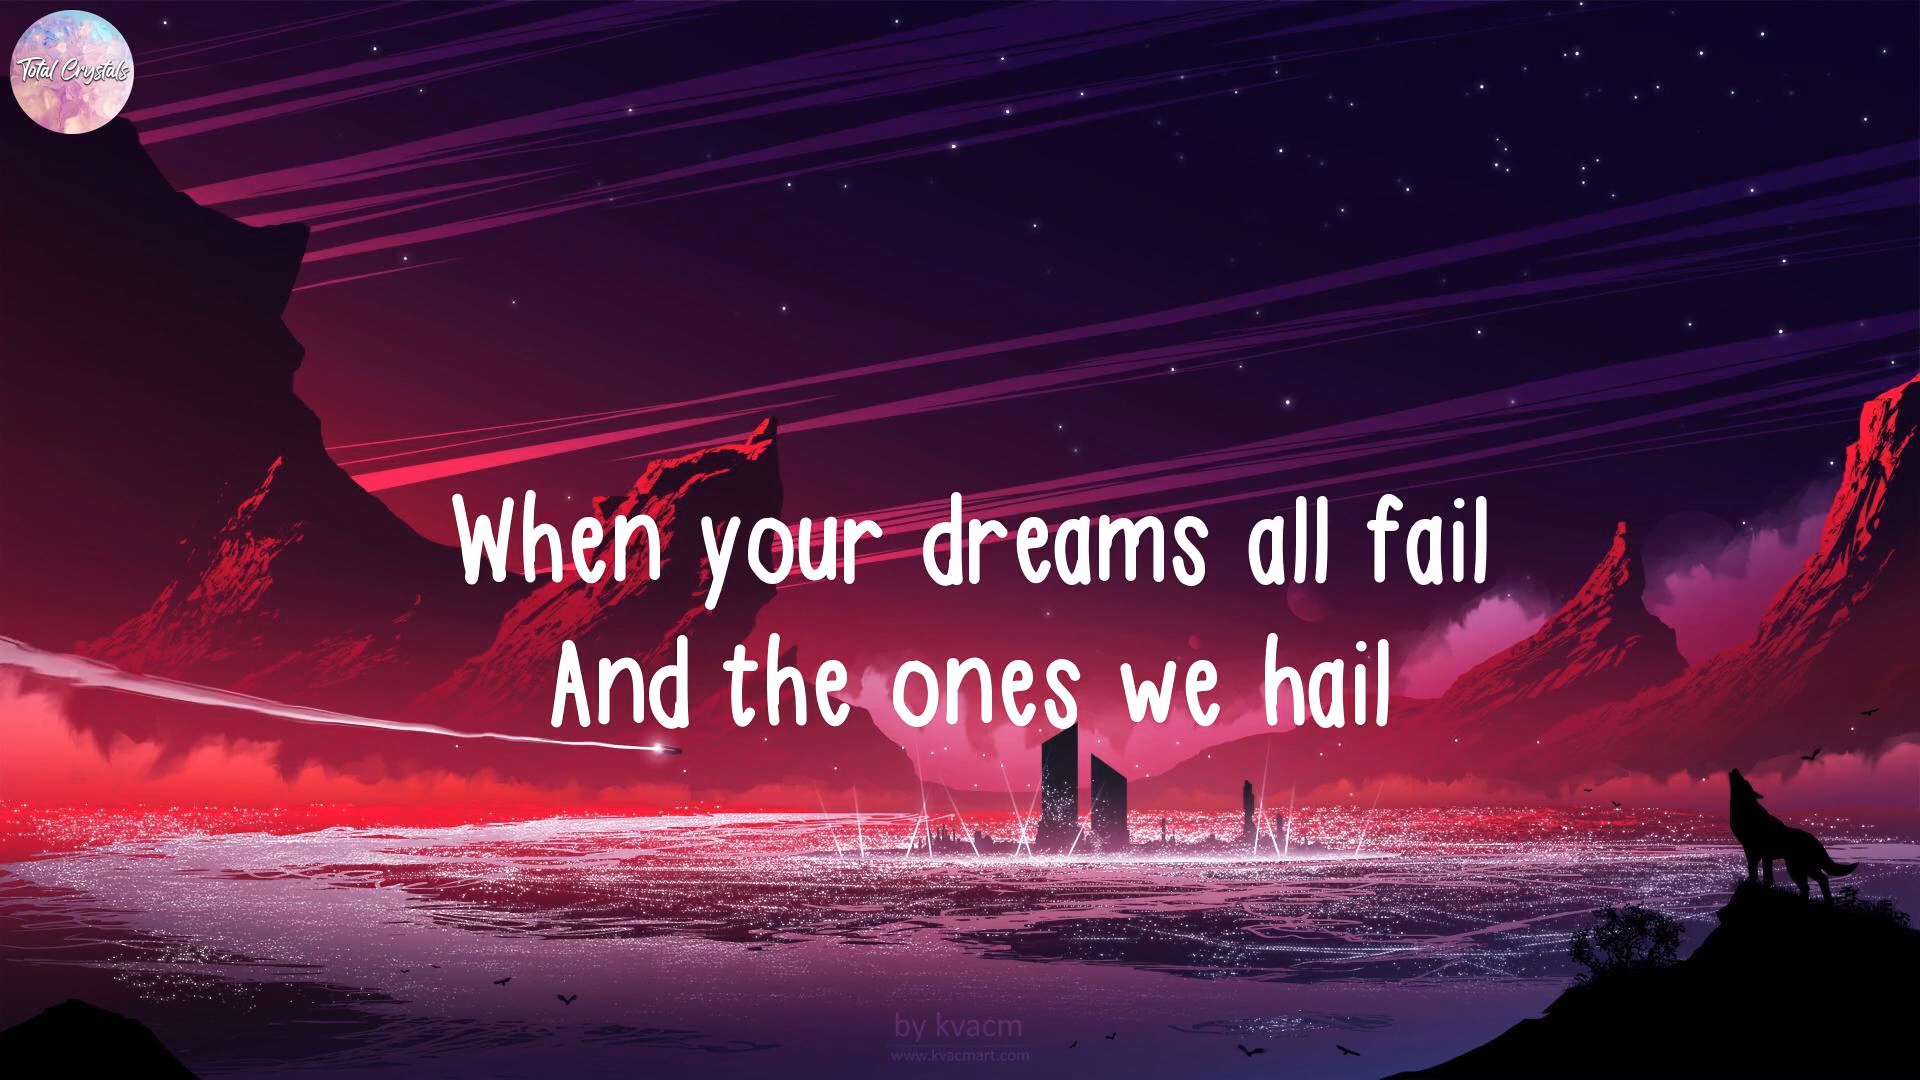 Total Crystals
When your dreams all fail
And the ones we hail
by kvacm
www.kvacmart.com